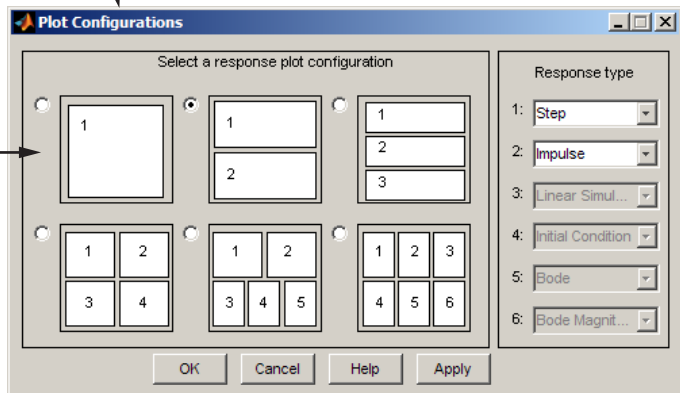 Plot Configurations
Select a response plot configuration
1
1
2
1
2
3
1 2
3 4
1 2
3 4 5
1 2 3
4 5 6
Response type
1: Step
2: Impulse
3: Linear Simul...
4: Initial Condition
5: Bode
6: Bode Magnit...
OK Cancel Help Apply